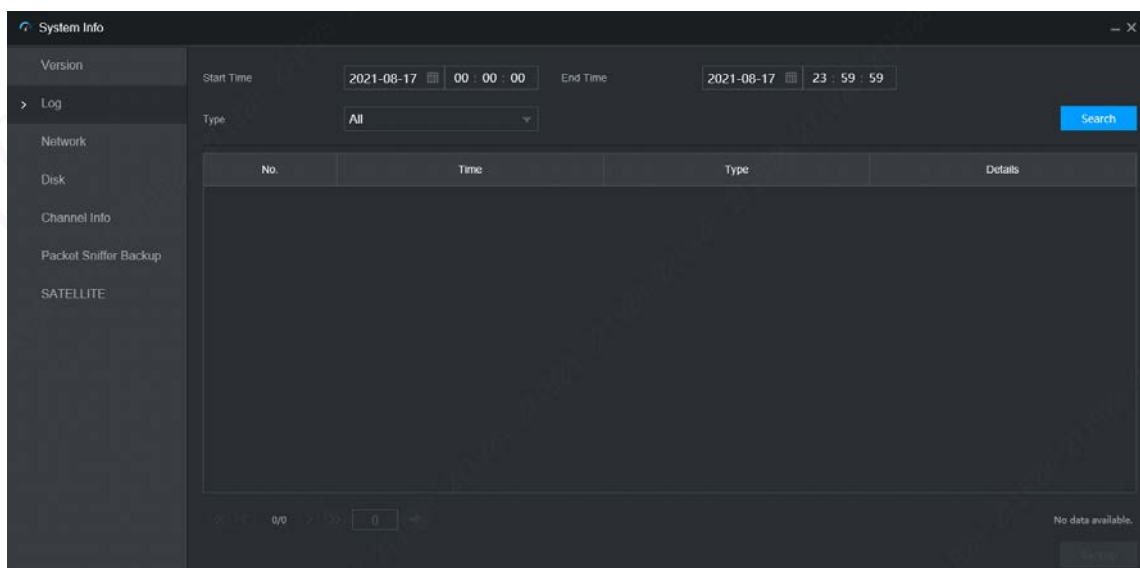 System Info
Version
Log
Network
Disk
Channel Info
Packet Sniffer Backup
SATELLITE
Start Time 2021-08-17 00 : 00 : 00 End Time 2021-08-17 23 : 59 : 59
Type All Search
No. Time Type Details
0/0 0
No data available.